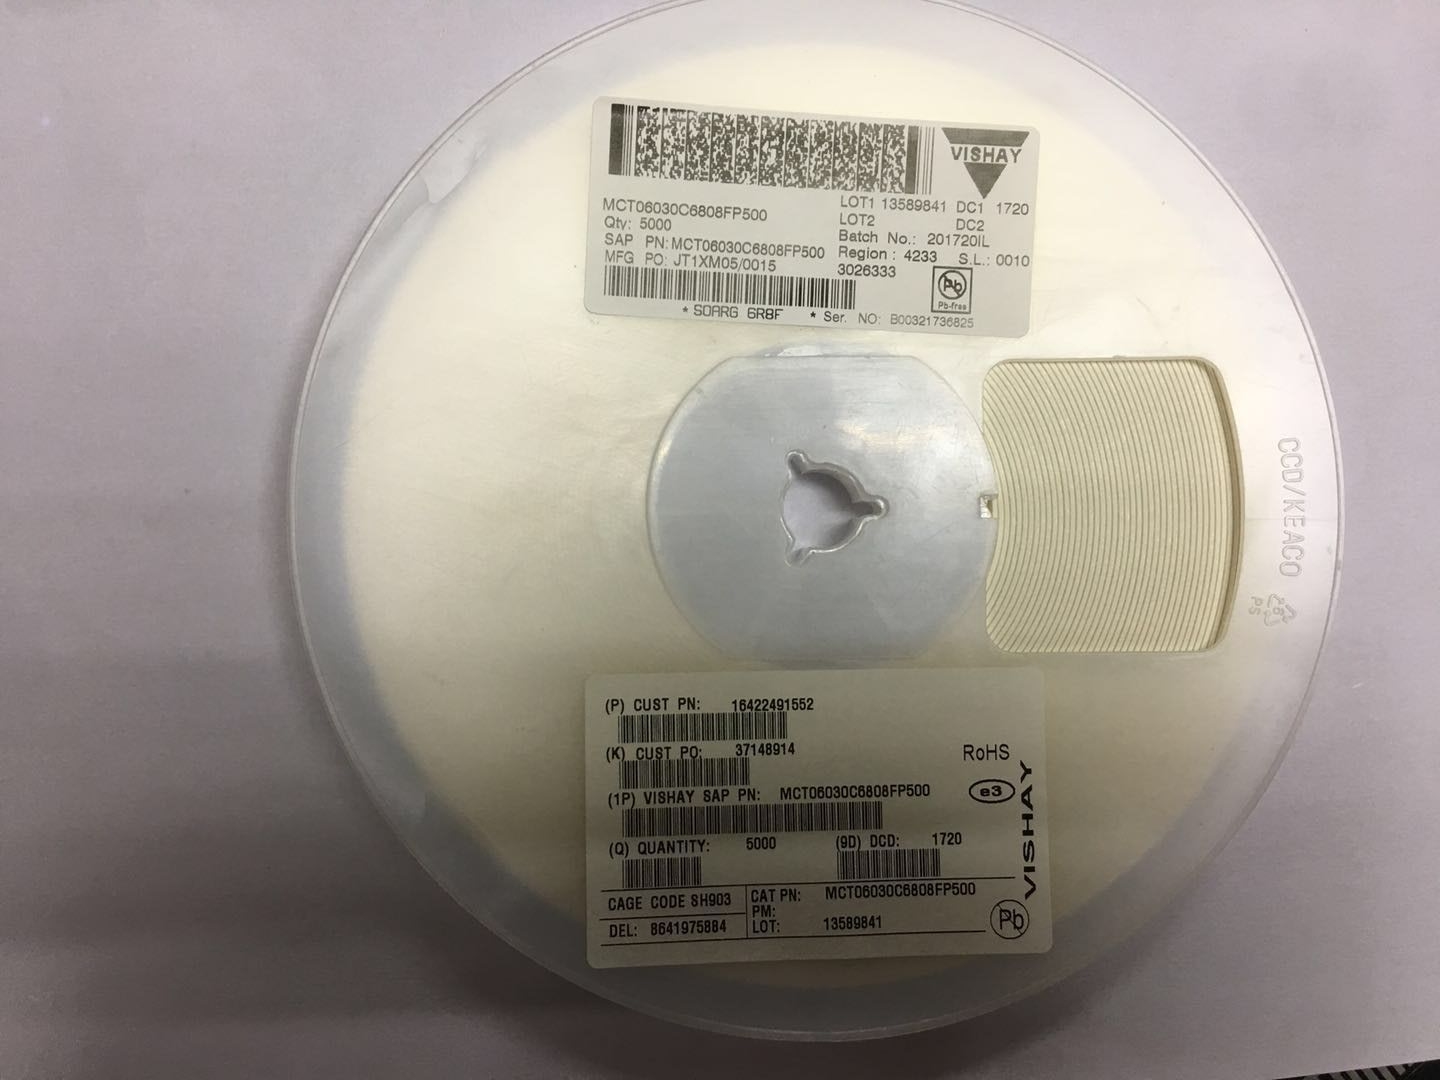 VISHAY
MCT06030C6808FP500
Qty: 5000
SAP PN: MCT06030C6808FP500
MFG PO: JT1XM05/0015
LOT1 13589841 DC1 1720
LOT2 DC2
Batch No.: 201720IL
Region : 4233 S.L.: 0010
3026333
Pb
Pb-free
* SOARG 6R8F * Ser. NO: B00321736825
CCD/KEACO
PS
(P) CUST PN: 16422491552
(K) CUST PO: 37148914
(1P) VISHAY SAP PN: MCT06030C6808FP500
(Q) QUANTITY: 5000 (9D) DCD: 1720
CAGE CODE SH903
DEL: 8641975884
CAT PN: MCT06030C6808FP500
PM:
LOT: 13589841
RoHS
e3
VISHAY
Pb